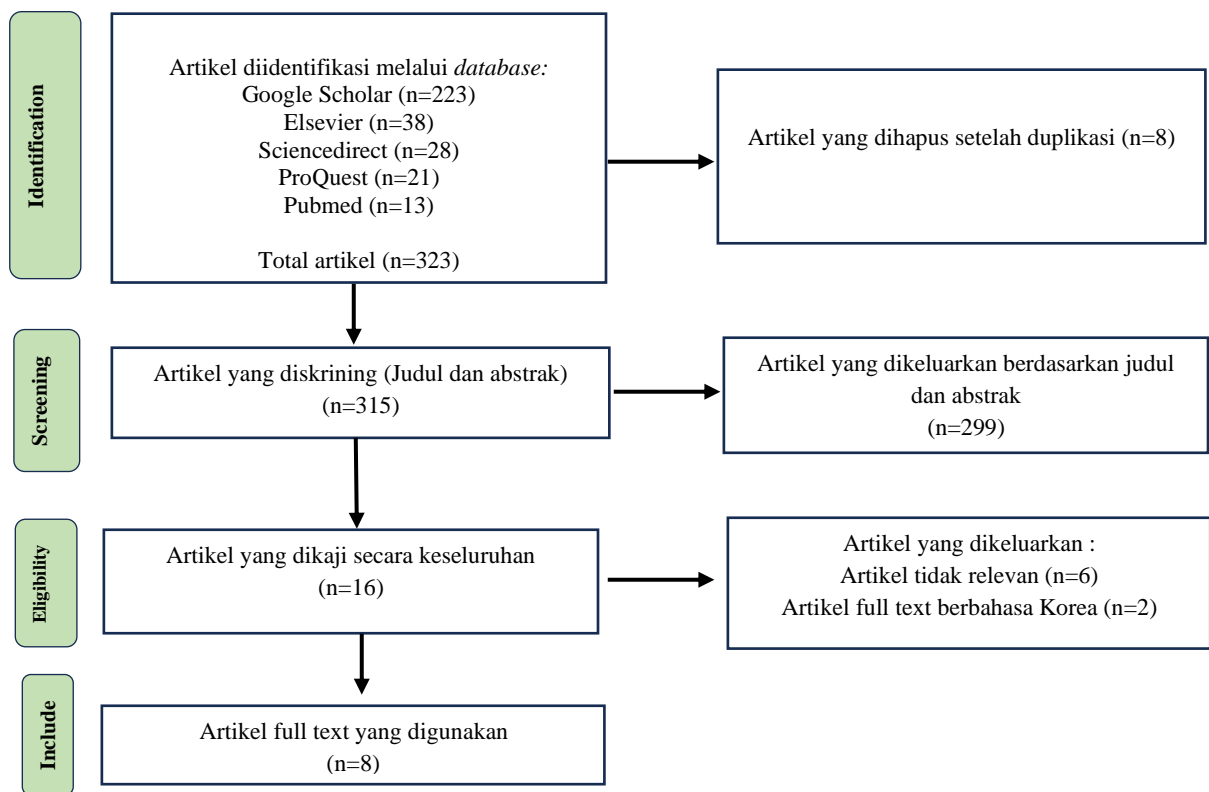 Identification
Artikel diidentifikasi melalui database:
Google Scholar (n=223)
Elsevier (n=38)
Sciencedirect (n=28)
ProQuest (n=21)
Pubmed (n=13)
Total artikel (n=323)
Artikel yang dihapus setelah duplikasi (n=8)
Screening
Artikel yang diskrining (Judul dan abstrak)
(n=315)
Artikel yang dikeluarkan berdasarkan judul
dan abstrak
(n=299)
Eligibility
Artikel yang dikaji secara keseluruhan
(n=16)
Artikel yang dikeluarkan :
Artikel tidak relevan (n=6)
Artikel full text berbahasa Korea (n=2)
Include
Artikel full text yang digunakan
(n=8)